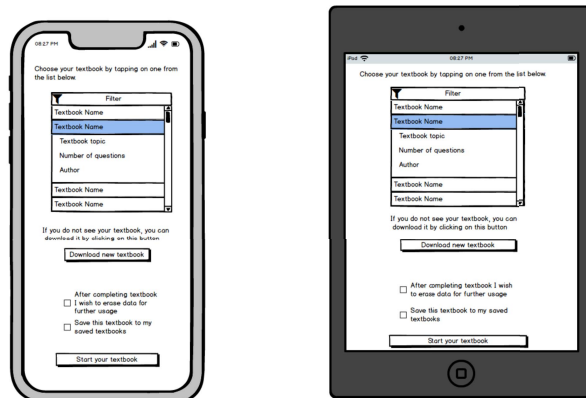 08:27 PM
Choose your textbook by tapping on one from
the list below.
Filter
Textbook Name
Textbook Name
Textbook topic
Number of questions
Author
Textbook Name
Textbook Name
If you do not see your textbook, you can
download it by clicking on this button
Download new textbook
After completing textbook
I wish to erase data for
further usage
Save this textbook to my
saved textbooks
Start your textbook
iPod
08:27 PM
Choose your textbook by tapping on one from the list below.
Filter
Textbook Name
Textbook Name
Textbook topic
Number of questions
Author
Textbook Name
Textbook Name
If you do not see your textbook, you can
download it by clicking on this button
Download new textbook
After completing textbook I wish
to erase data for further usage
Save this textbook to my saved
textbooks
Start your textbook